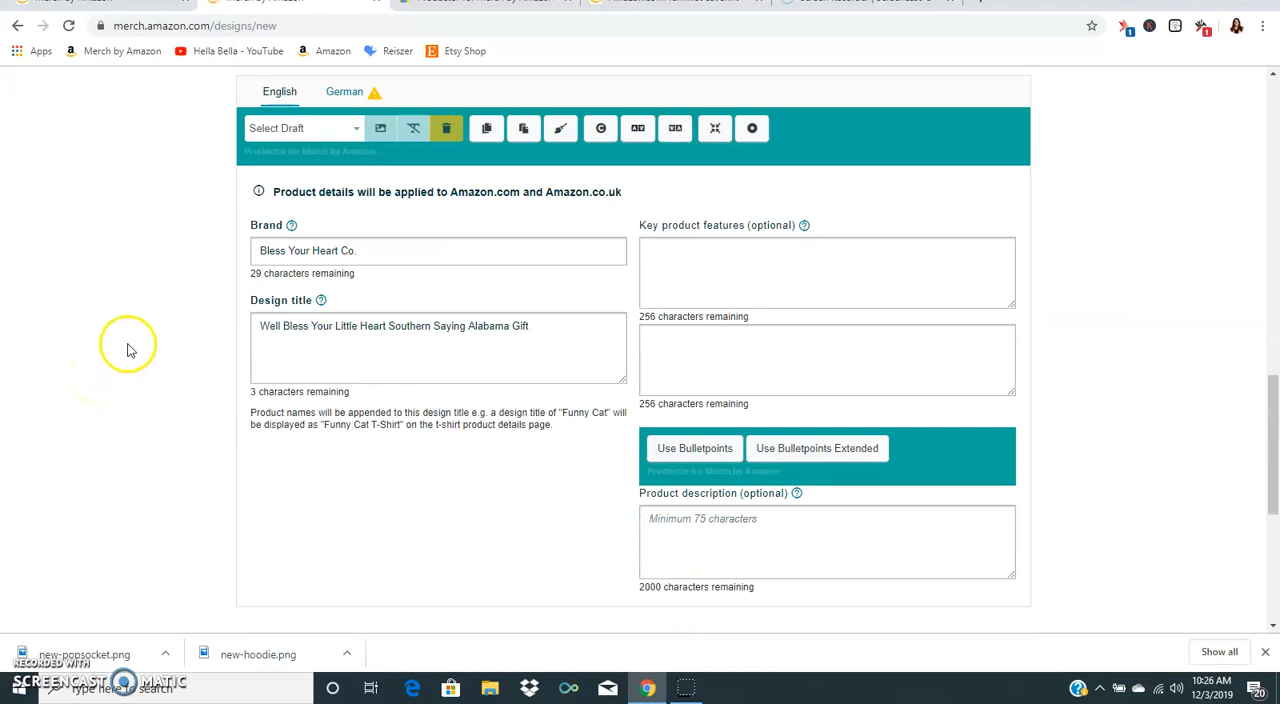 merch.amazon.com/designs/new
Apps Merch by Amazon Hella Bella - YouTube Amazon Reiszer Etsy Shop
English German
Select Draft
Productor for Merch by Amazon
Product details will be applied to Amazon.com and Amazon.co.uk
Brand
Bless Your Heart Co.
29 characters remaining
Design title
Well Bless Your Little Heart Southern Saying Alabama Gift
3 characters remaining
Product names will be appended to this design title e.g. a design title of "Funny Cat" will
be displayed as "Funny Cat T-Shirt" on the t-shirt product details page.
Key product features (optional)
256 characters remaining
256 characters remaining
Use Bulletpoints Use Bulletpoints Extended
Productor for Merch by Amazon
Product description (optional)
Minimum 75 characters
2000 characters remaining
new-popsocket.png new-hoodie.png Show all
RECORDED WITH
SCREENCAST MATIC
Type here to search
10:26 AM
12/3/2019
20